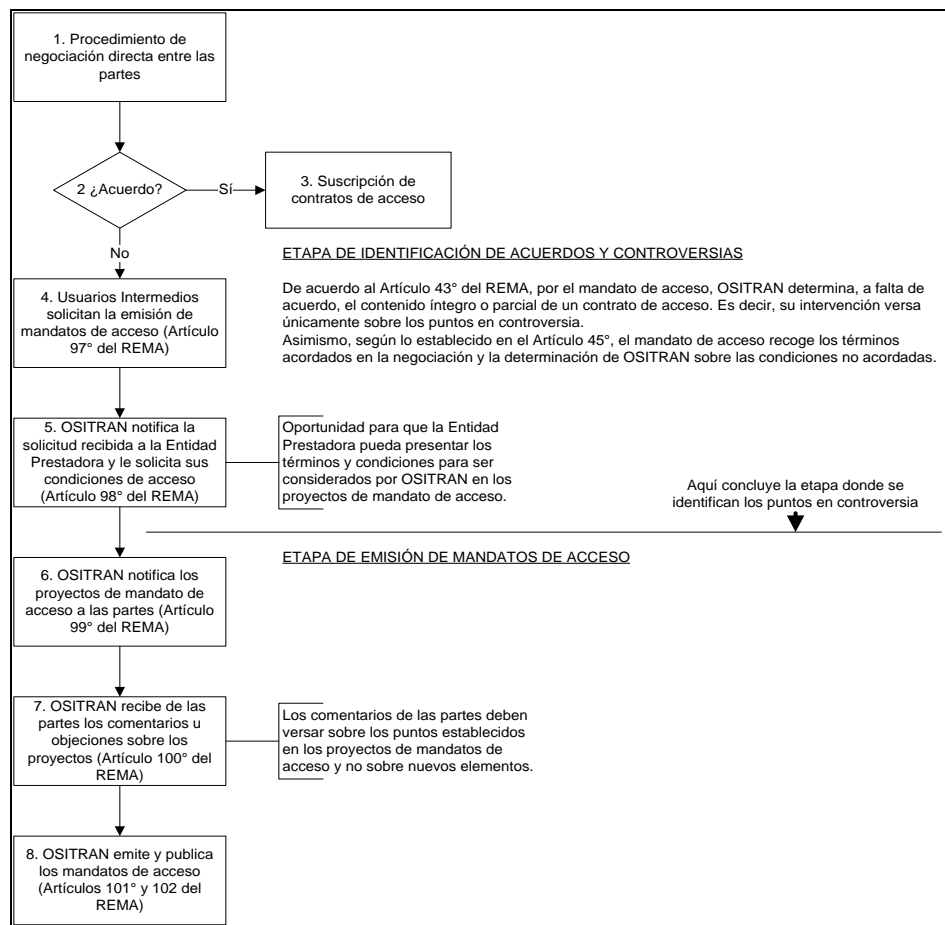 1. Procedimiento de
negociación directa entre las
partes
2 ¿Acuerdo?
Sí
3. Suscripción de
contratos de acceso
No
ETAPA DE IDENTIFICACIÓN DE ACUERDOS Y CONTROVERSIAS
De acuerdo al Artículo 43° del REMA, por el mandato de acceso, OSITRAN determina, a falta de
acuerdo, el contenido íntegro o parcial de un contrato de acceso. Es decir, su intervención versa
únicamente sobre los puntos en controversia.
Asimismo, según lo establecido en el Artículo 45°, el mandato de acceso recoge los términos
acordados en la negociación y la determinación de OSITRAN sobre las condiciones no acordadas.
4. Usuarios Intermedios
solicitan la emisión de
mandatos de acceso (Artículo
97° del REMA)
5. OSITRAN notifica la
solicitud recibida a la Entidad
Prestadora y le solicita sus
condiciones de acceso
(Artículo 98° del REMA)
Oportunidad para que la Entidad
Prestadora pueda presentar los
términos y condiciones para ser
considerados por OSITRAN en los
proyectos de mandato de acceso.
Aquí concluye la etapa donde se
identifican los puntos en controversia
ETAPA DE EMISIÓN DE MANDATOS DE ACCESO
6. OSITRAN notifica los
proyectos de mandato de
acceso a las partes (Artículo
99° del REMA)
7. OSITRAN recibe de las
partes los comentarios u
objeciones sobre los
proyectos (Artículo 100° del
REMA)
Los comentarios de las partes deben
versar sobre los puntos establecidos
en los proyectos de mandatos de
acceso y no sobre nuevos elementos.
8. OSITRAN emite y publica
los mandatos de acceso
(Artículos 101° y 102 del
REMA)